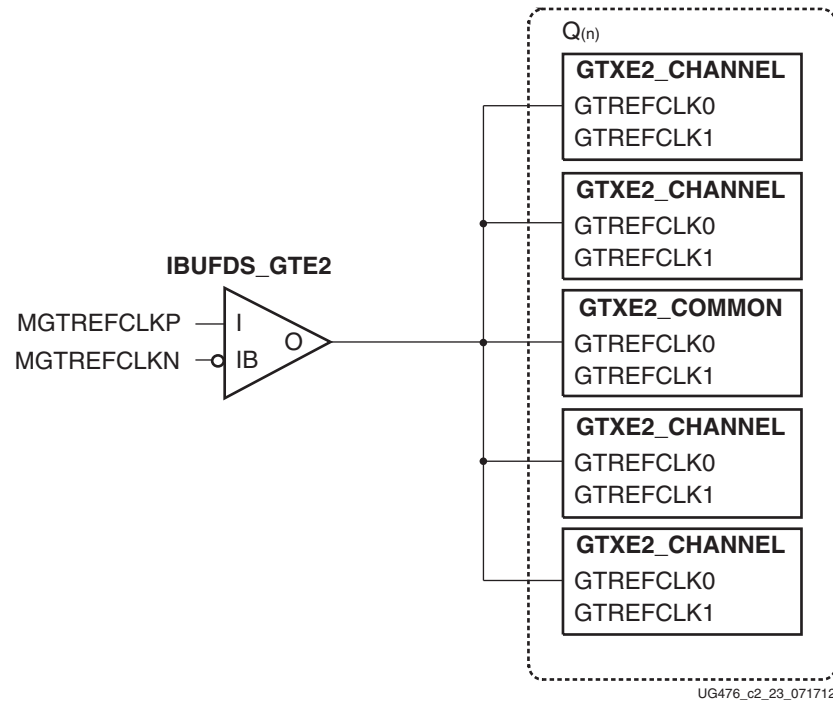 Q(n)
GTXE2_CHANNEL
GTREFCLK0
GTREFCLK1
GTXE2_CHANNEL
GTREFCLK0
GTREFCLK1
IBUFDS_GTE2
MGTREFCLKP
I
O
MGTREFCLKN
IB
GTXE2_COMMON
GTREFCLK0
GTREFCLK1
GTXE2_CHANNEL
GTREFCLK0
GTREFCLK1
GTXE2_CHANNEL
GTREFCLK0
GTREFCLK1
UG476_c2_23_071712